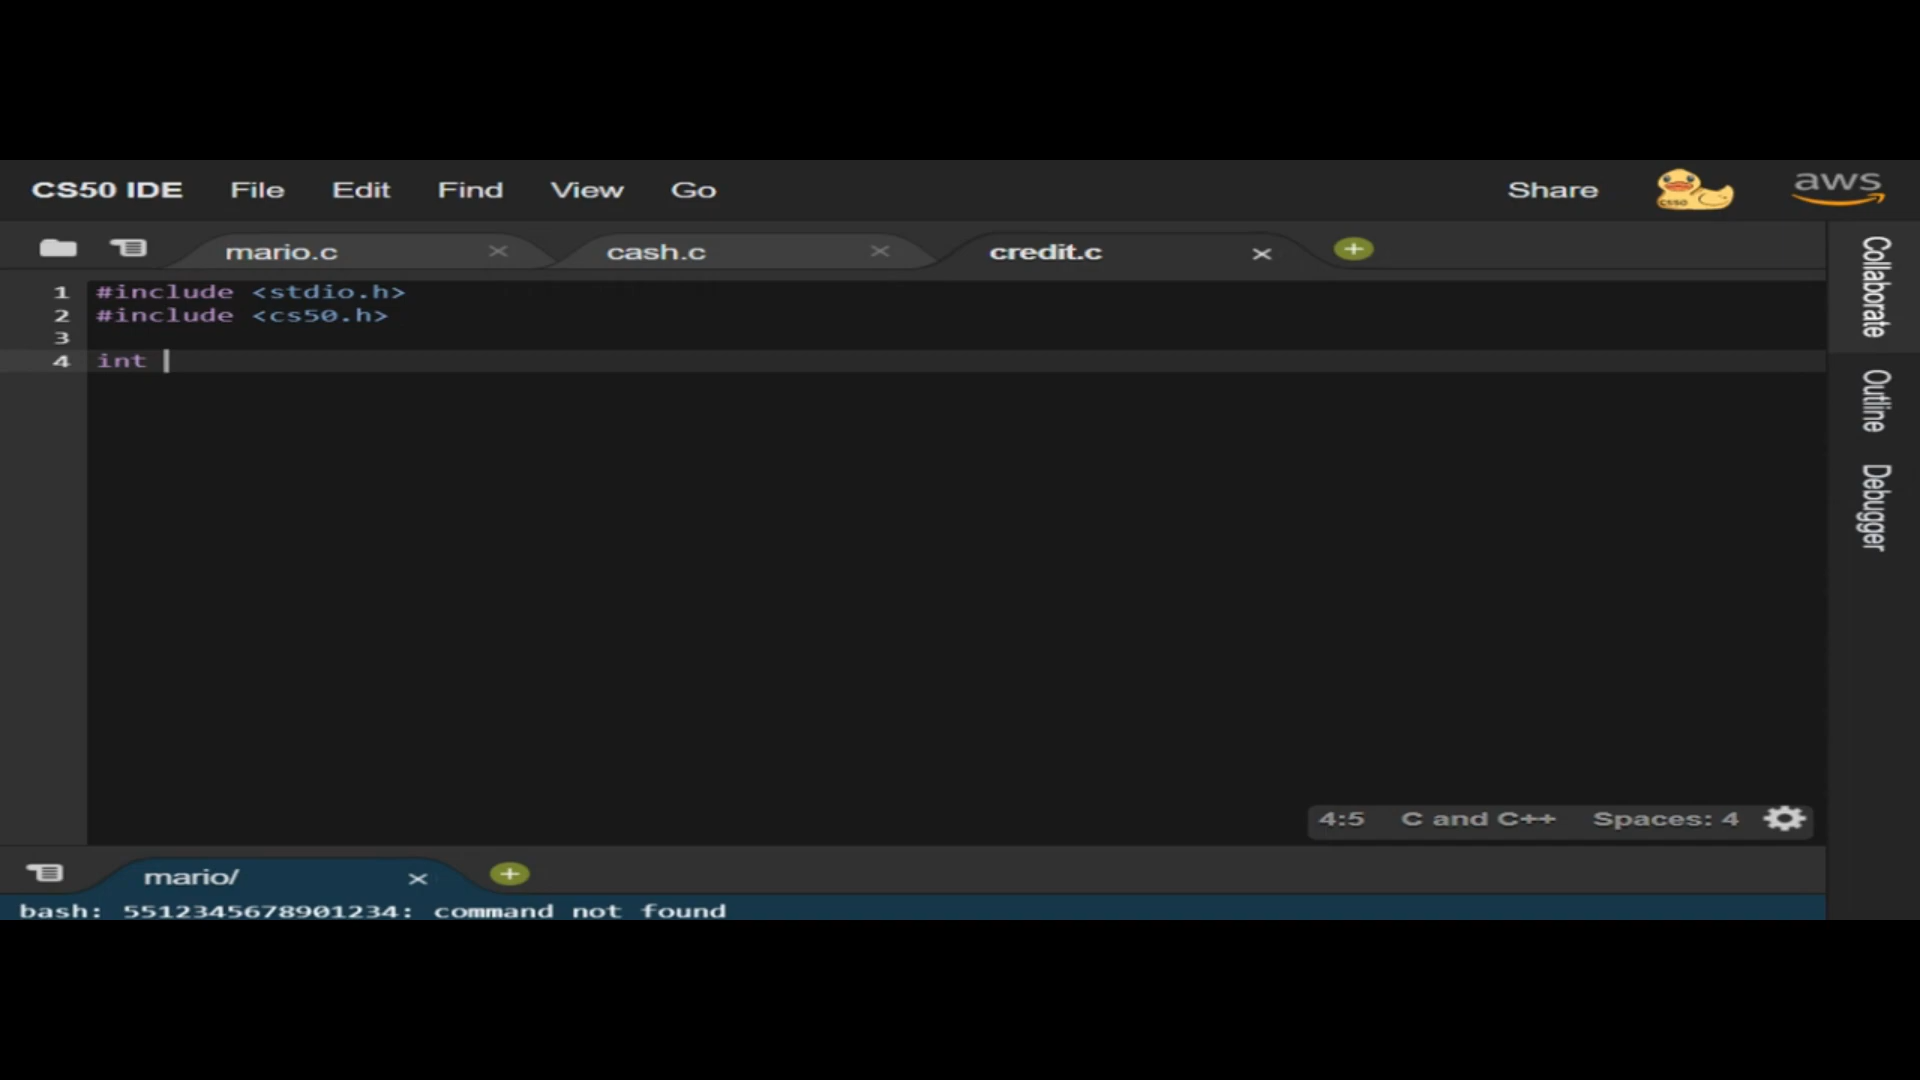 CS50 IDE File Edit Find View Go Share CS50 aws
mario.c cash.c credit.c
1 #include <stdio.h>
2 #include <cs50.h>
3
4 int
4:5 C and C++ Spaces: 4
Collaborate
Outline
Debugger
mario/
bash: 5512345678901234: command not found